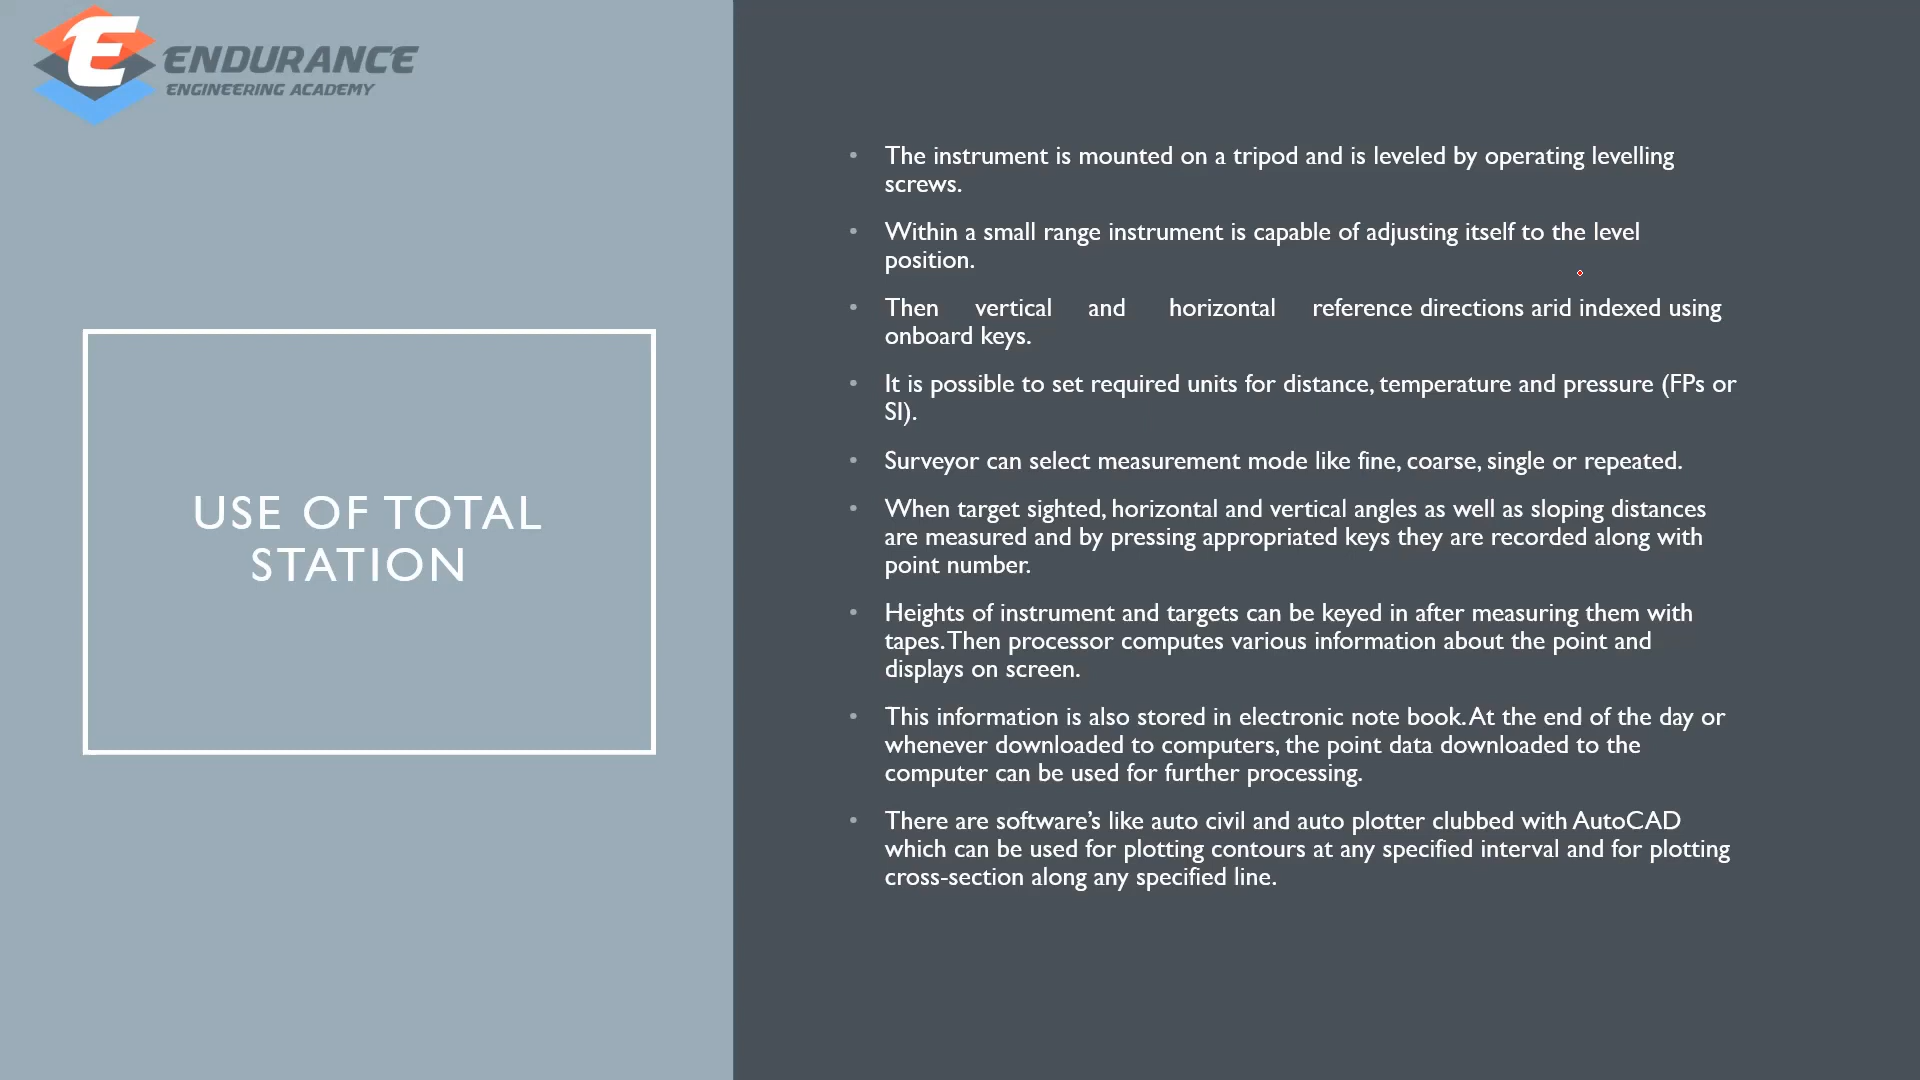 ENDURANCE
ENGINEERING ACADEMY
USE OF TOTAL
STATION
• The instrument is mounted on a tripod and is leveled by operating levelling
screws.
• Within a small range instrument is capable of adjusting itself to the level
position.
• Then vertical and horizontal reference directions arid indexed using
onboard keys.
• It is possible to set required units for distance, temperature and pressure (FPs or
SI).
• Surveyor can select measurement mode like fine, coarse, single or repeated.
• When target sighted, horizontal and vertical angles as well as sloping distances
are measured and by pressing appropriated keys they are recorded along with
point number.
• Heights of instrument and targets can be keyed in after measuring them with
tapes. Then processor computes various information about the point and
displays on screen.
• This information is also stored in electronic note book. At the end of the day or
whenever downloaded to computers, the point data downloaded to the
computer can be used for further processing.
• There are software’s like auto civil and auto plotter clubbed with AutoCAD
which can be used for plotting contours at any specified interval and for plotting
cross-section along any specified line.